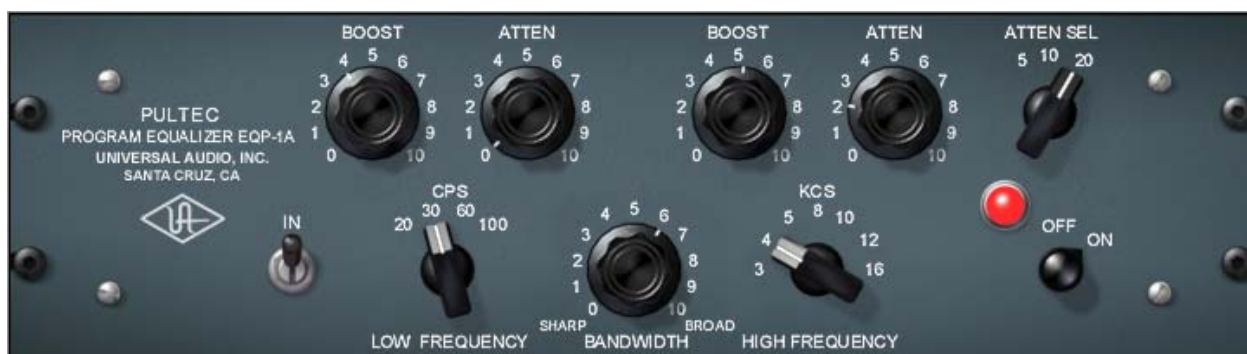 BOOST ATTEN BOOST ATTEN ATTEN SEL
0 1 2 3 4 5 6 7 8 9 10
0 1 2 3 4 5 6 7 8 9 10
0 1 2 3 4 5 6 7 8 9 10
0 1 2 3 4 5 6 7 8 9 10
5 10 20
PULTEC
PROGRAM EQUALIZER EQP-1A
UNIVERSAL AUDIO, INC.
SANTA CRUZ, CA
UA
IN
CPS
20 30 60 100
0 1 2 3 4 5 6 7 8 9 10
SHARP BROAD
KCS
3 4 5 8 10 12 16
OFF ON
LOW FREQUENCY BANDWIDTH HIGH FREQUENCY